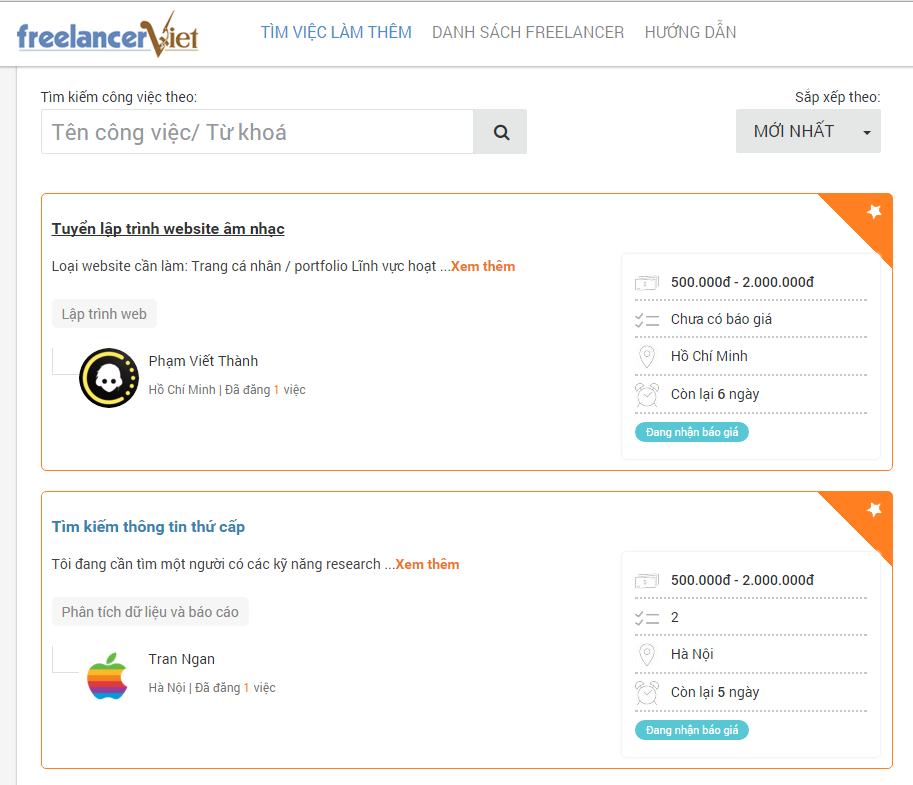 freelancerViet
TÌM VIỆC LÀM THÊM DANH SÁCH FREELANCER HƯỚNG DẪN
Tìm kiếm công việc theo:
Sắp xếp theo:
Tên công việc/ Từ khoá
MỚI NHẤT
Tuyển lập trình website âm nhạc
Loại website cần làm: Trang cá nhân / portfolio Lĩnh vực hoạt ...Xem thêm
Lập trình web
Phạm Viết Thành
Hồ Chí Minh | Đã đăng 1 việc
500.000đ - 2.000.000đ
Chưa có báo giá
Hồ Chí Minh
Còn lại 6 ngày
Đang nhận báo giá
Tìm kiếm thông tin thứ cấp
Tôi đang cần tìm một người có các kỹ năng research ...Xem thêm
Phân tích dữ liệu và báo cáo
Tran Ngan
Hà Nội | Đã đăng 1 việc
500.000đ - 2.000.000đ
2
Hà Nội
Còn lại 5 ngày
Đang nhận báo giá